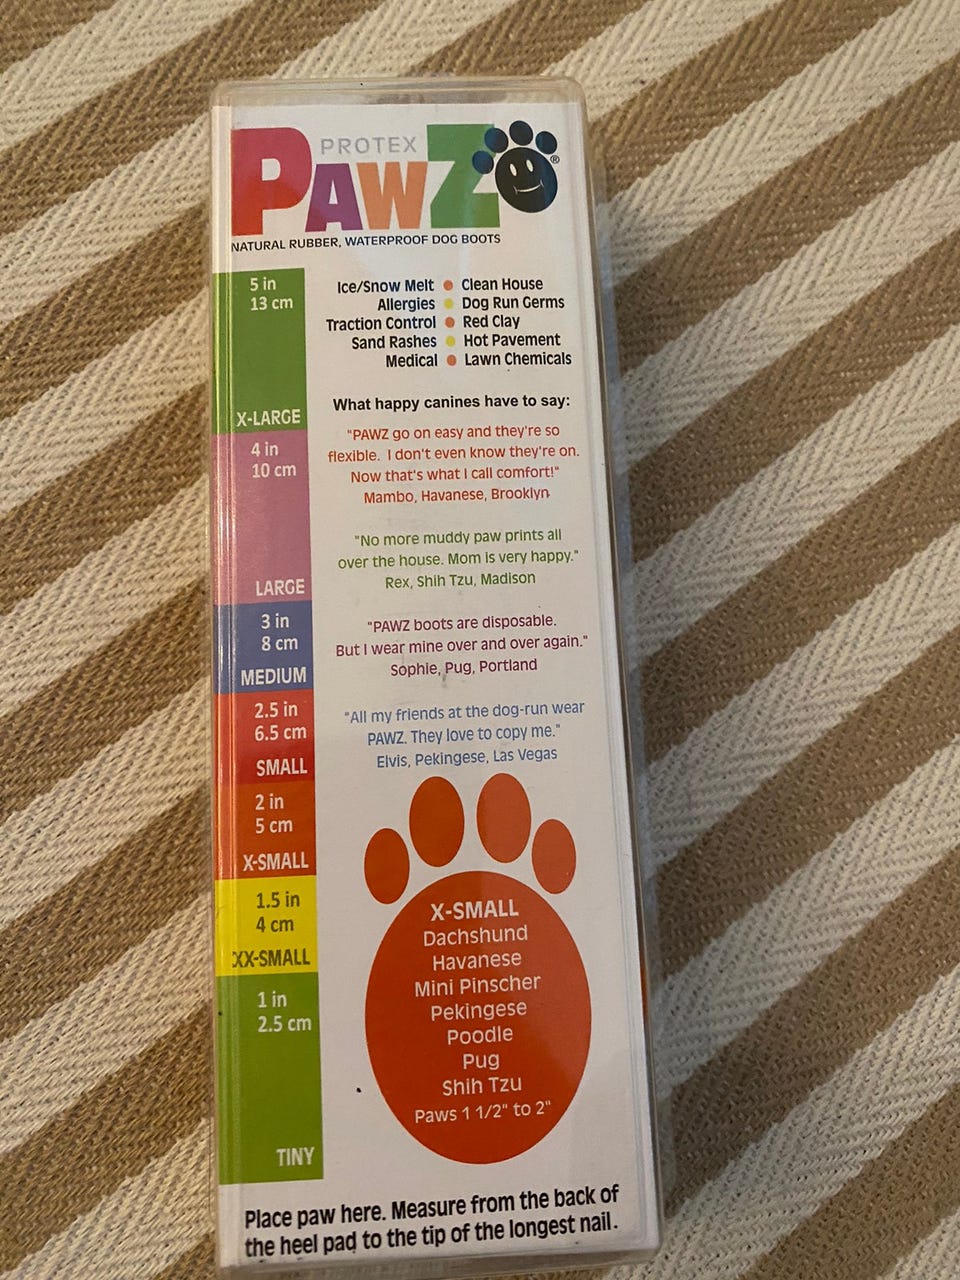 PROTEX
PAWZ®
NATURAL RUBBER, WATERPROOF DOG BOOTS
5 in
13 cm
X-LARGE
4 in
10 cm
LARGE
3 in
8 cm
MEDIUM
2.5 in
6.5 cm
SMALL
2 in
5 cm
X-SMALL
1.5 in
4 cm
XX-SMALL
1 in
2.5 cm
TINY
Ice/Snow Melt • Clean House
Allergies • Dog Run Germs
Traction Control • Red Clay
Sand Rashes • Hot Pavement
Medical • Lawn Chemicals
What happy canines have to say:
"PAWZ go on easy and they're so
flexible. I don't even know they're on.
Now that's what I call comfort!"
Mambo, Havanese, Brooklyn
"No more muddy paw prints all
over the house. Mom is very happy."
Rex, Shih Tzu, Madison
"PAWZ boots are disposable.
But I wear mine over and over again."
Sophie, Pug, Portland
"All my friends at the dog-run wear
PAWZ. They love to copy me."
Elvis, Pekingese, Las Vegas
X-SMALL
Dachshund
Havanese
Mini Pinscher
Pekingese
Poodle
Pug
Shih Tzu
Paws 1 1/2" to 2"
Place paw here. Measure from the back of
the heel pad to the tip of the longest nail.